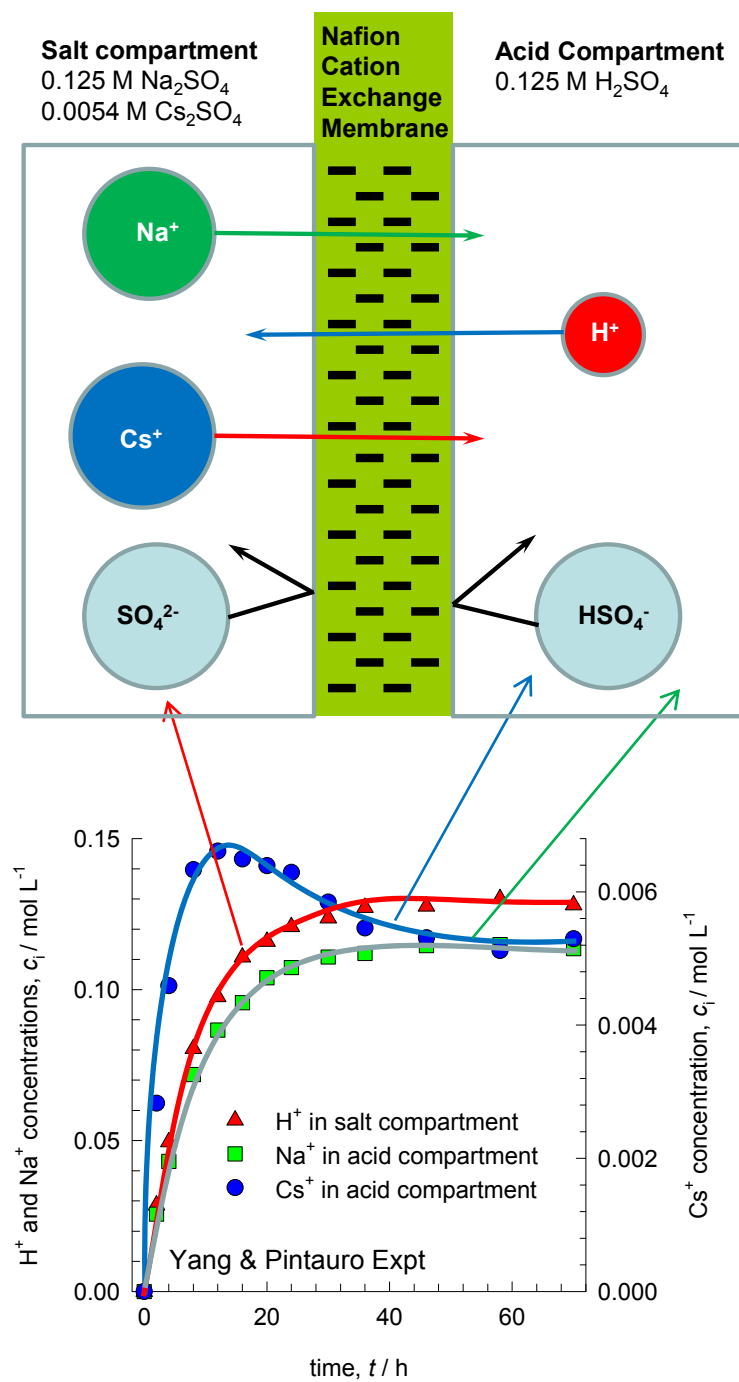 Salt compartment
0.125 M Na₂SO₄
0.0054 M Cs₂SO₄
Nafion
Cation
Exchange
Membrane
Acid Compartment
0.125 M H₂SO₄
Na⁺
H⁺
Cs⁺
SO₄²⁻
HSO₄⁻
H⁺ and Na⁺ concentrations, cᵢ / mol L⁻¹
0.15
0.10
0.05
0.00
Cs⁺ concentration, cᵢ / mol L⁻¹
0.006
0.004
0.002
0.000
H⁺ in salt compartment
Na⁺ in acid compartment
Cs⁺ in acid compartment
Yang & Pintauro Expt
0 20 40 60
time, t / h